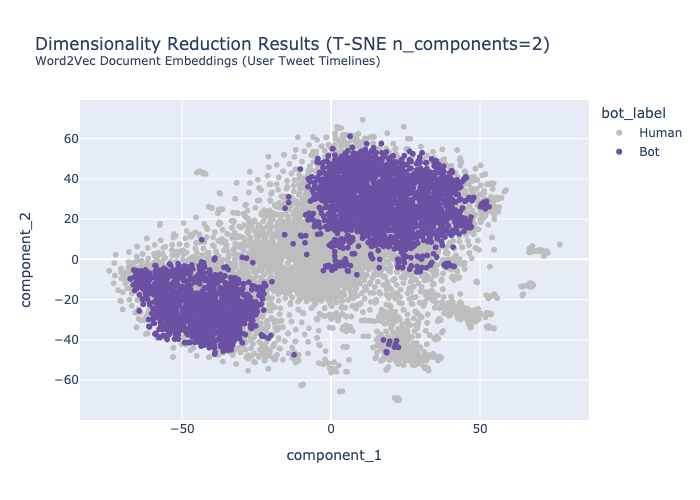 Dimensionality Reduction Results (T-SNE n_components=2)
Word2Vec Document Embeddings (User Tweet Timelines)
bot_label
Human
Bot
60
40
20
0
−20
−40
−60
component_2
−50
0
50
component_1